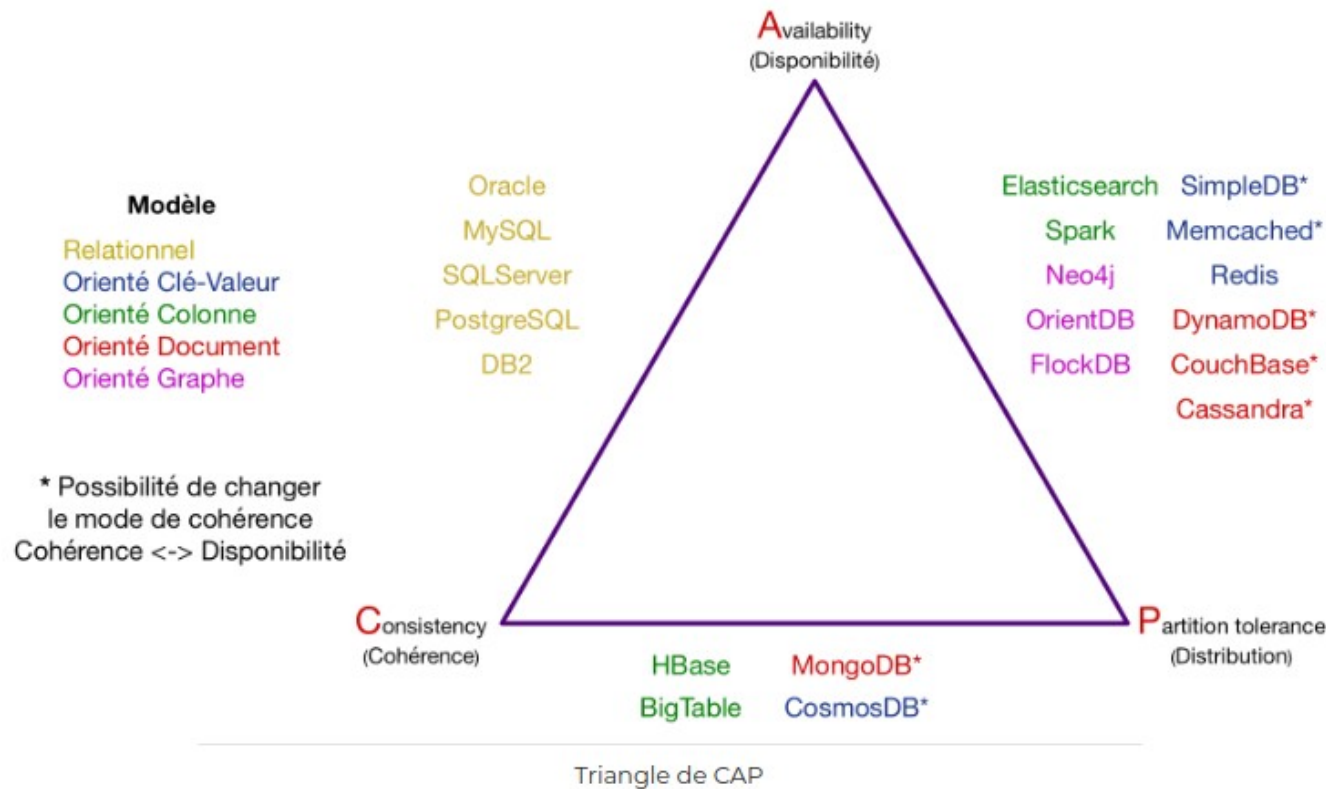 Availability
(Disponibilité)
Modèle
Relationnel
Orienté Clé-Valeur
Orienté Colonne
Orienté Document
Orienté Graphe
* Possibilité de changer
le mode de cohérence
Cohérence <-> Disponibilité
Oracle
MySQL
SQLServer
PostgreSQL
DB2
Elasticsearch SimpleDB*
Spark Memcached*
Neo4j Redis
OrientDB DynamoDB*
FlockDB CouchBase*
Cassandra*
Consistency
(Cohérence)
Partition tolerance
(Distribution)
HBase MongoDB*
BigTable CosmosDB*
Triangle de CAP